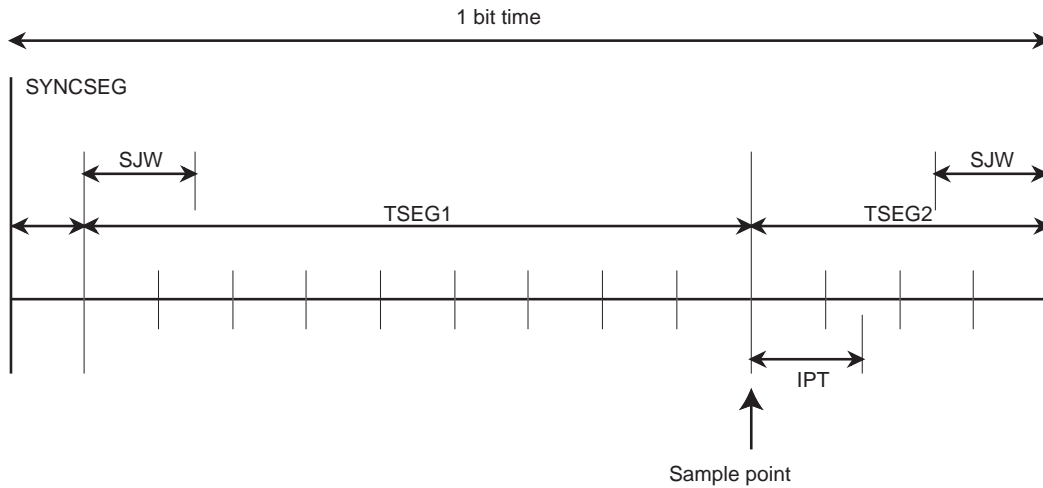 1 bit time
SYNCSEG
SJW
SJW
TSEG1
TSEG2
IPT
Sample point